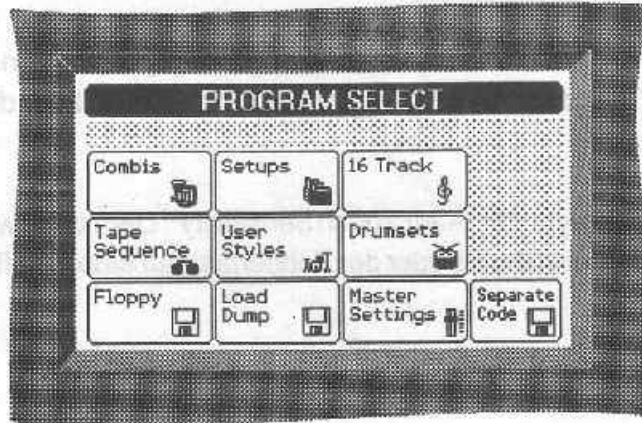 PROGRAM SELECT
Combis
Setups
16 Track
Tape
Sequence
User
Styles
Drumsets
Floppy
Load
Dump
Master
Settings
Separate
Code